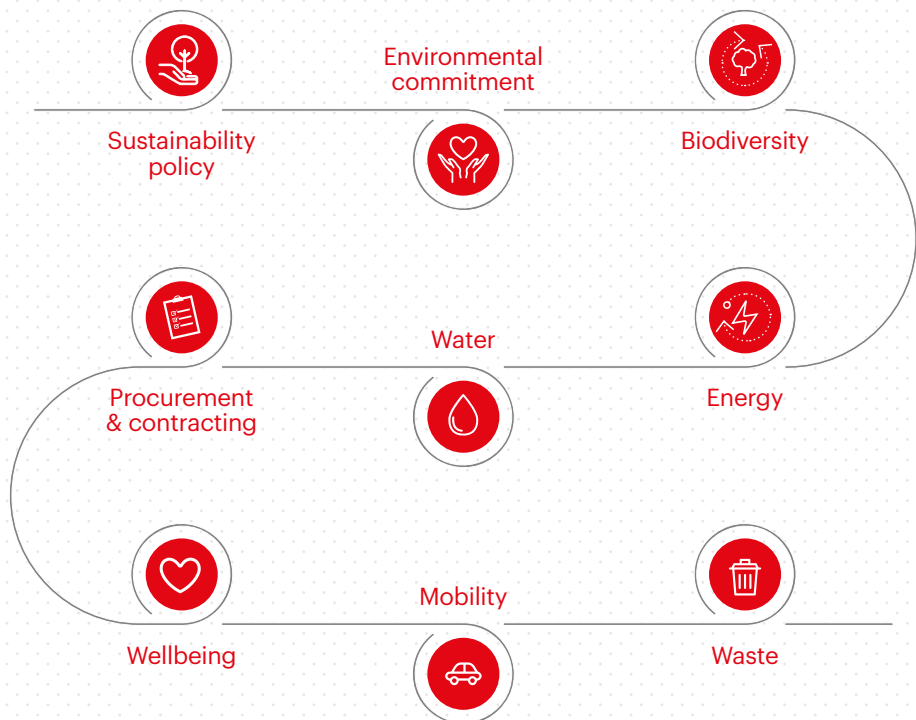 Sustainability
policy
Environmental
commitment
Biodiversity
Procurement
& contracting
Water
Energy
Wellbeing
Mobility
Waste